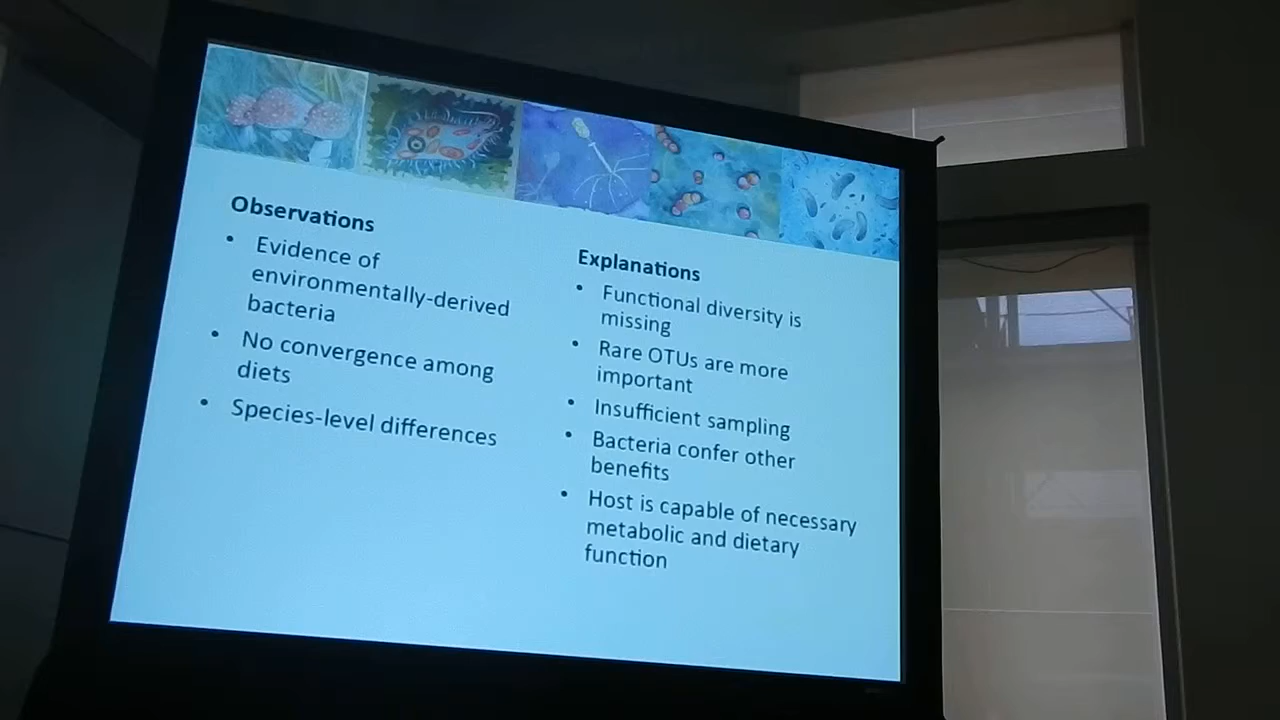 Observations
• Evidence of
environmentally-derived
bacteria
• No convergence among
diets
• Species-level differences
Explanations
• Functional diversity is
missing
• Rare OTUs are more
important
• Insufficient sampling
• Bacteria confer other
benefits
• Host is capable of necessary
metabolic and dietary
function